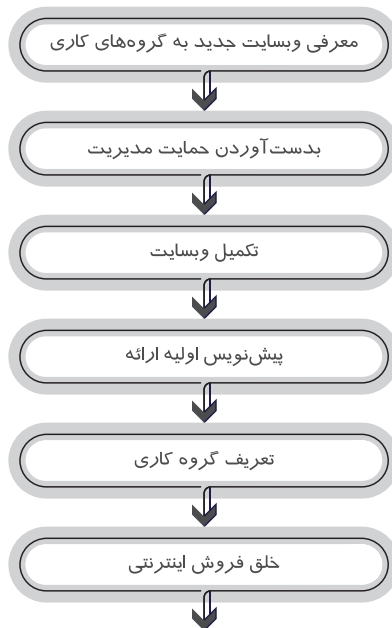 معرفی وبسایت جدید به گروه‌های کاری
بدست‌آوردن حمایت مدیریت
تکمیل وبسایت
پیش‌نویس اولیه ارائه
تعریف گروه کاری
خلق فروش اینترنتی